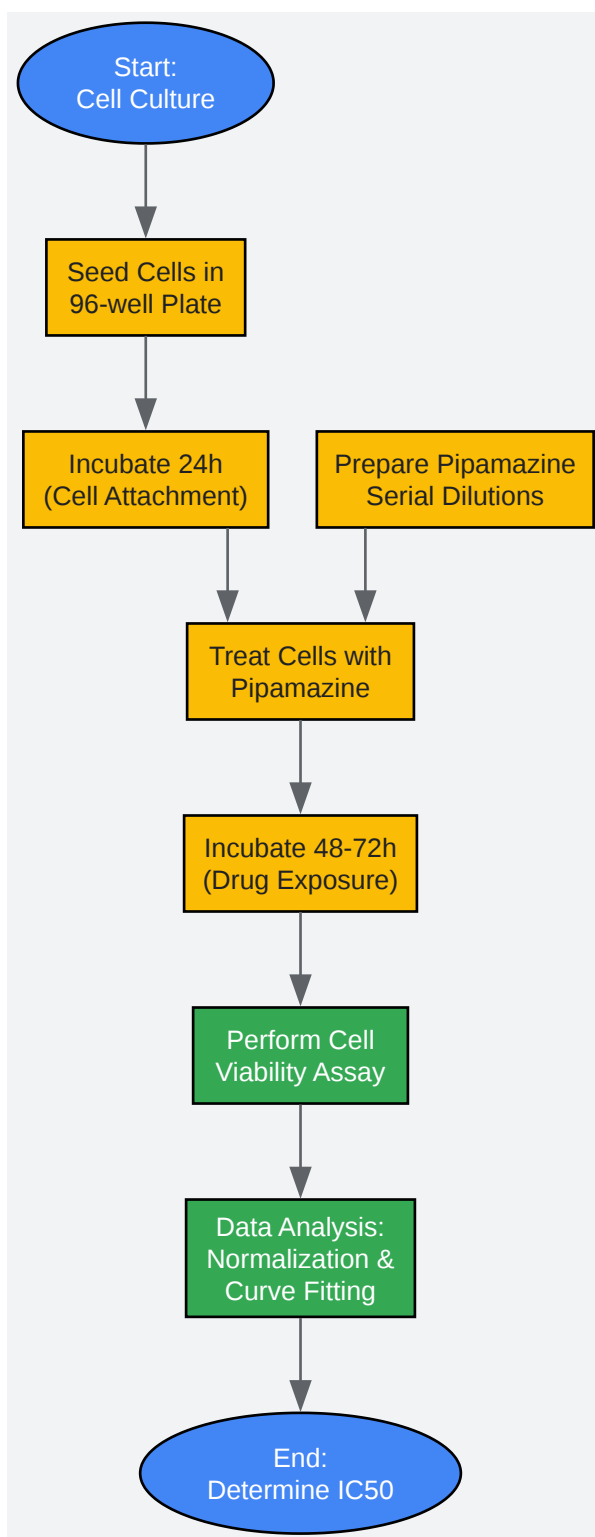 Start:
Cell Culture
Seed Cells in
96-well Plate
Incubate 24h
(Cell Attachment)
Prepare Pipamazine
Serial Dilutions
Treat Cells with
Pipamazine
Incubate 48-72h
(Drug Exposure)
Perform Cell
Viability Assay
Data Analysis:
Normalization &
Curve Fitting
End:
Determine IC50